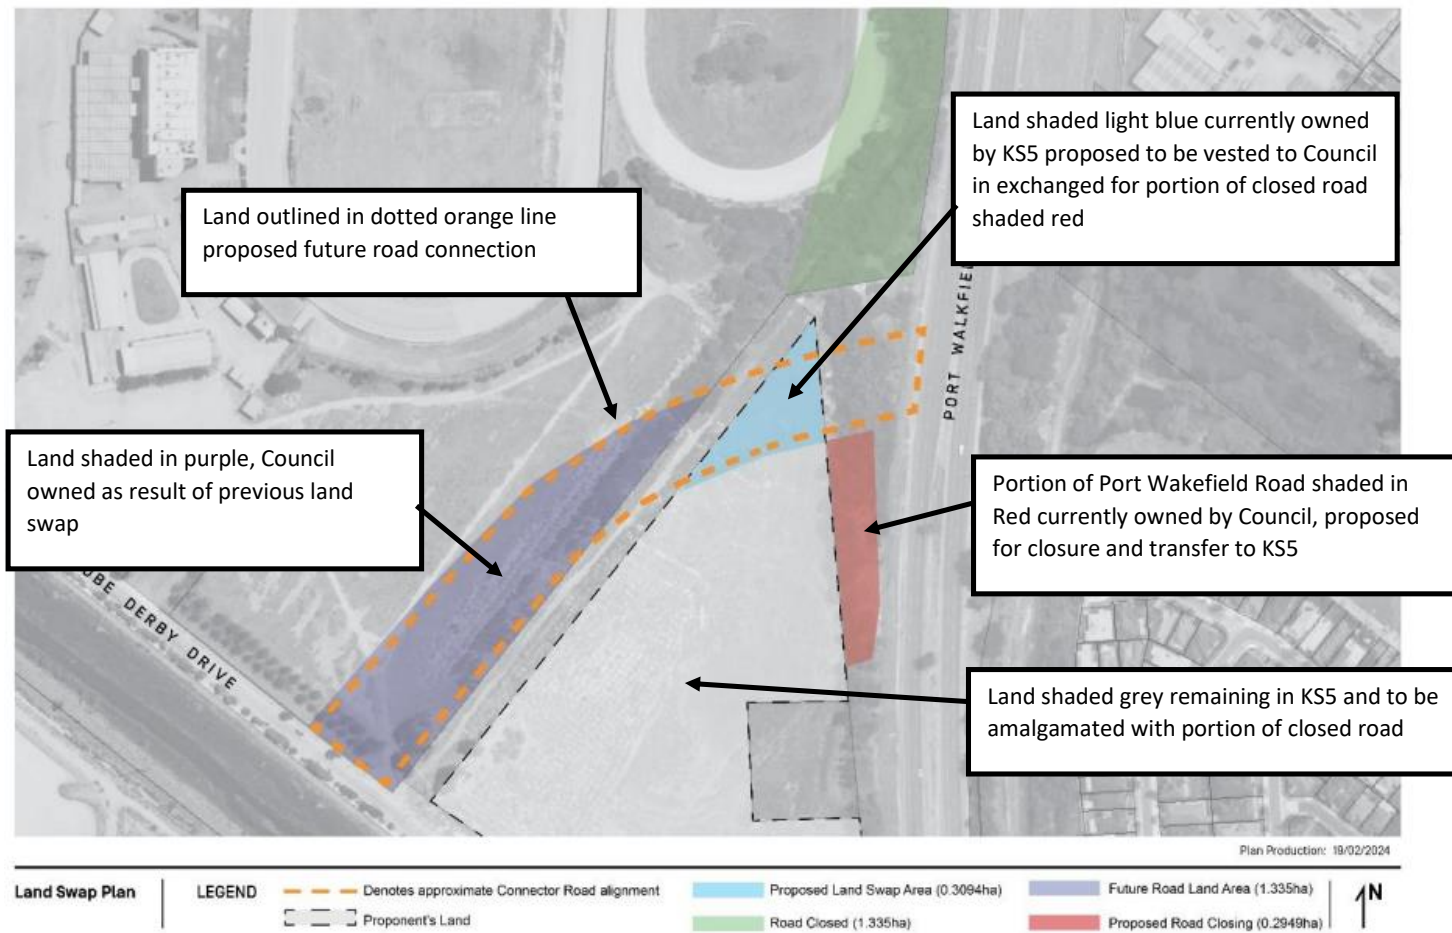 Land shaded light blue currently owned
by KS5 proposed to be vested to Council
in exchanged for portion of closed road
shaded red
Land outlined in dotted orange line
proposed future road connection
PORT WALKFIE
Land shaded in purple, Council
owned as result of previous land
swap
Portion of Port Wakefield Road shaded in
Red currently owned by Council, proposed
for closure and transfer to KS5
UBE DERBY DRIVE
Land shaded grey remaining in KS5 and to be
amalgamated with portion of closed road
Plan Production: 19/02/2024
Land Swap Plan
LEGEND
Denotes approximate Connector Road alignment
Proposed Land Swap Area (0.3094ha)
Future Road Land Area (1.335ha)
N
Proponent's Land
Road Closed (1.335ha)
Proposed Road Closing (0.2949ha)